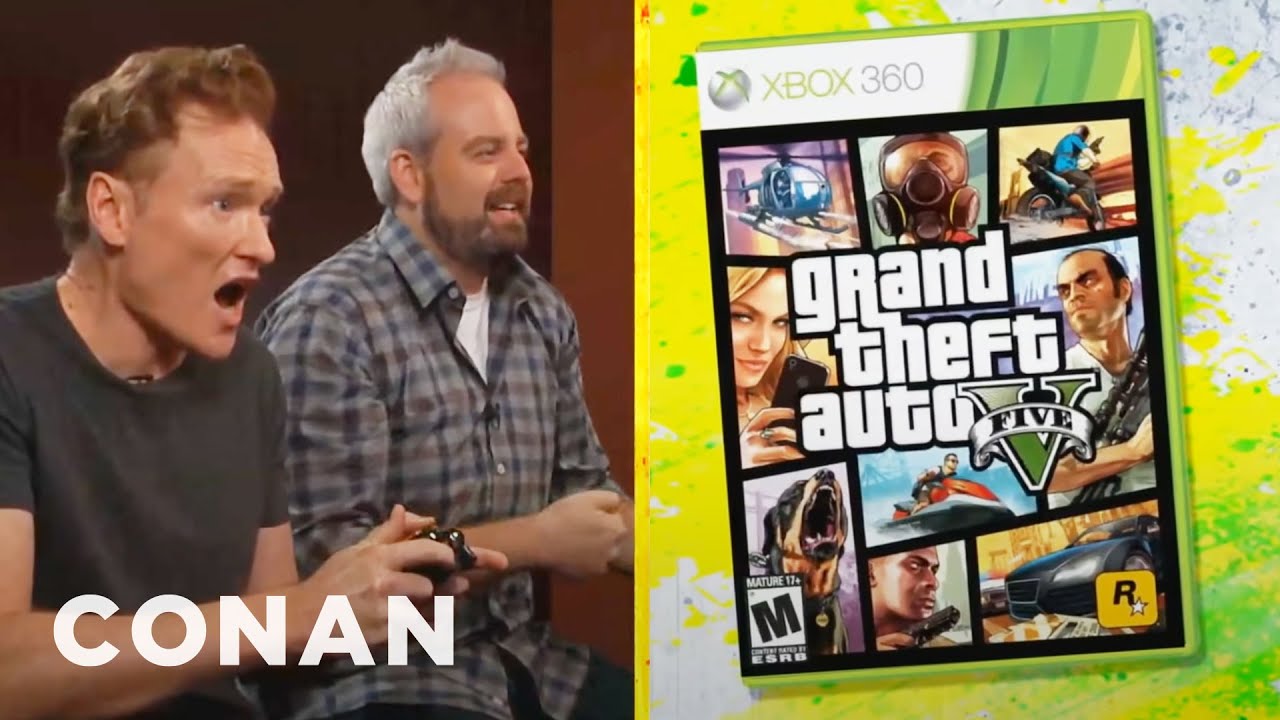 XBOX 360
grand
theft
auto V
FIVE
MATURE 17+
M
CONTENT RATED BY
ESRB
R
CONAN